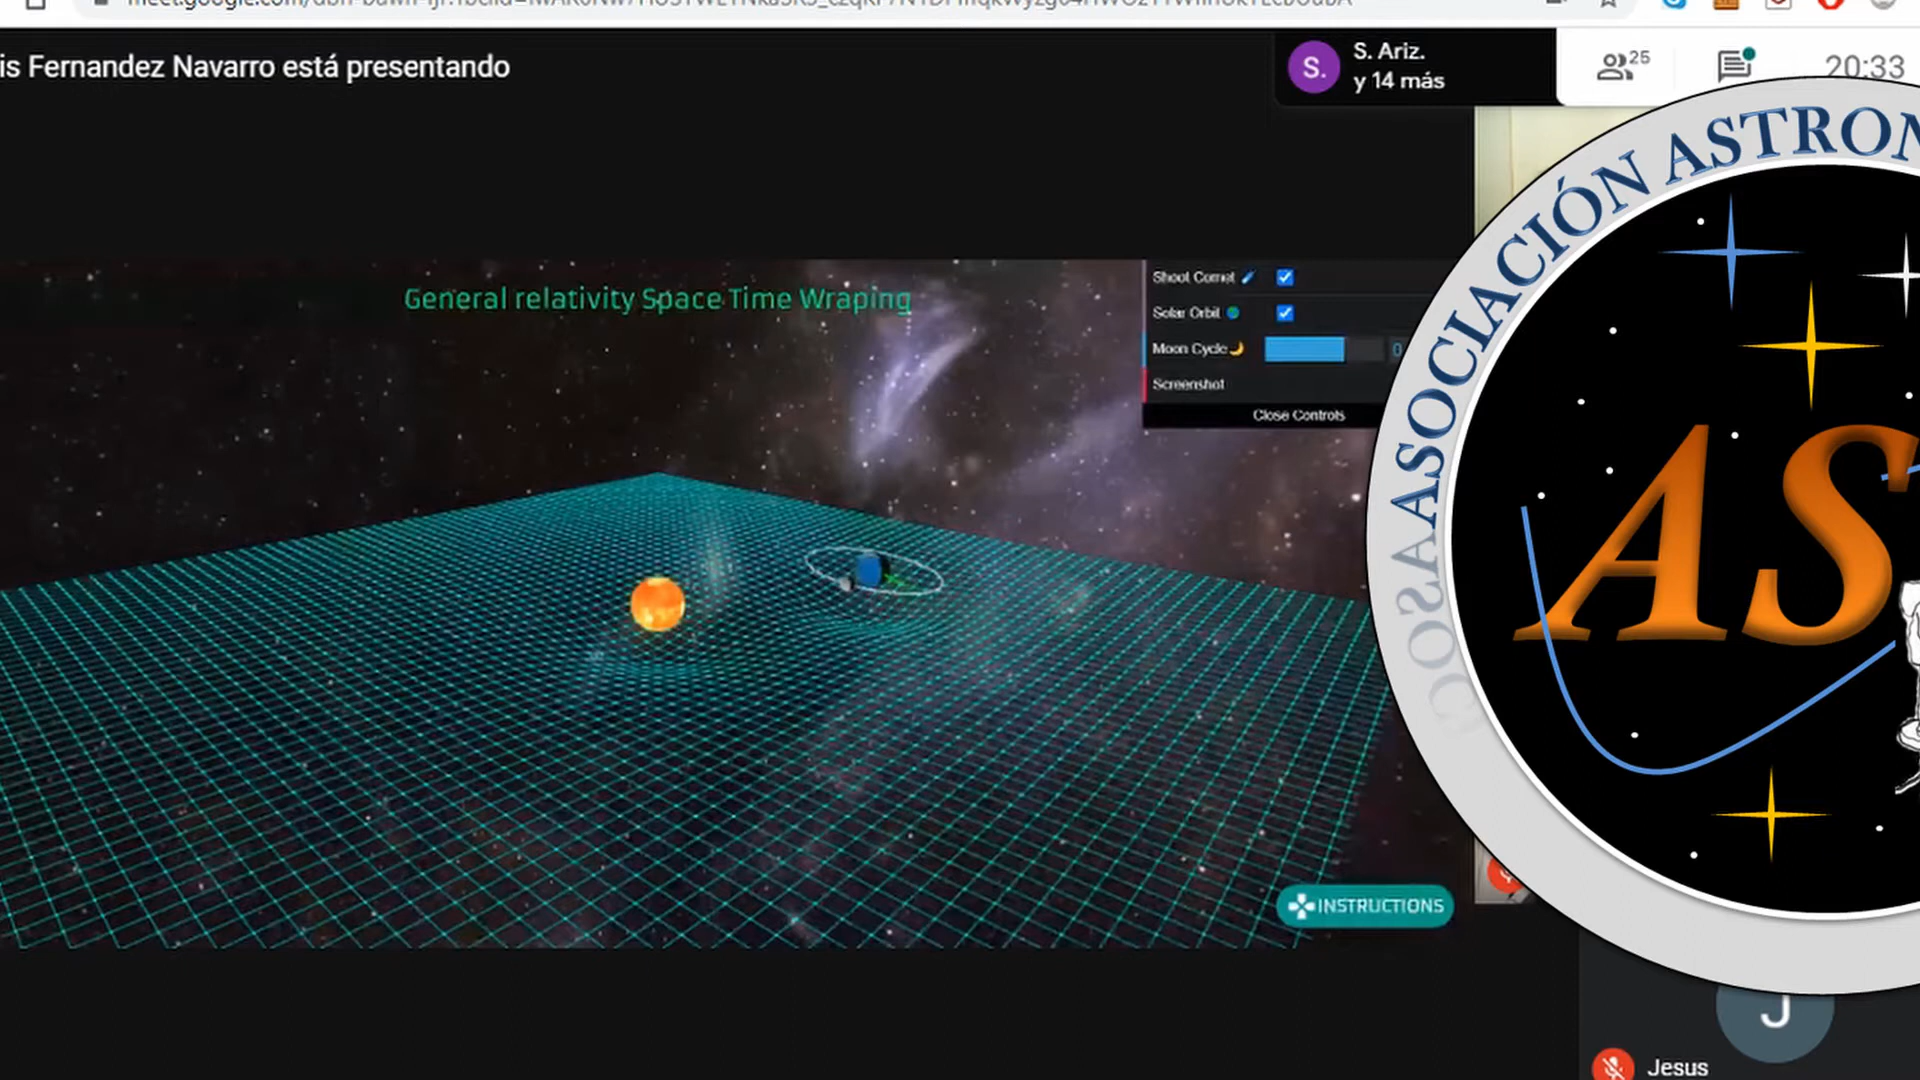 is Fernandez Navarro está presentando
S.
S. Ariz.
y 14 más
25
20:33
General relativity Space Time Wraping
Shoot Comet
Solar Orbit
Moon Cycle
0
Screenshot
Close Controls
INSTRUCTIONS
ASOCIACIÓN ASTRON
AS
J
Jesus